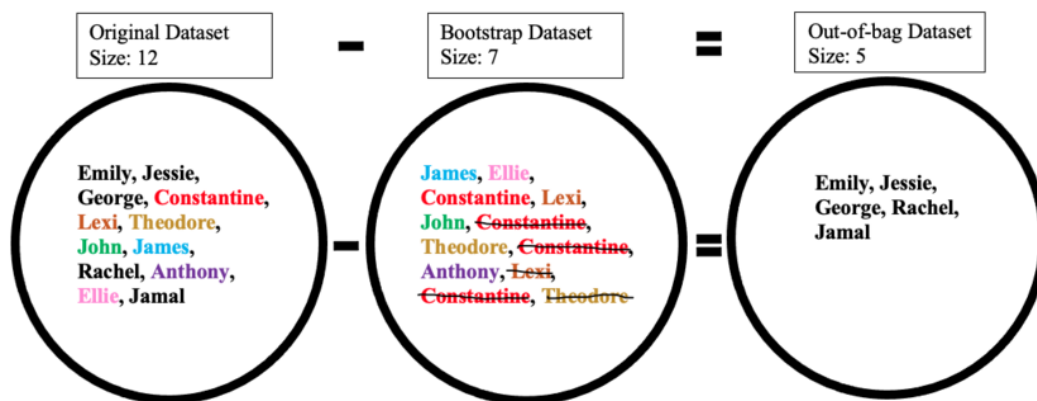 Original Dataset
Size: 12
Bootstrap Dataset
Size: 7
Out-of-bag Dataset
Size: 5
Emily, Jessie,
George, Constantine,
Lexi, Theodore,
John, James,
Rachel, Anthony,
Ellie, Jamal
James, Ellie,
Constantine, Lexi,
John, Constantine,
Theodore, Constantine,
Anthony, Lexi,
Constantine, Theodore
Emily, Jessie,
George, Rachel,
Jamal